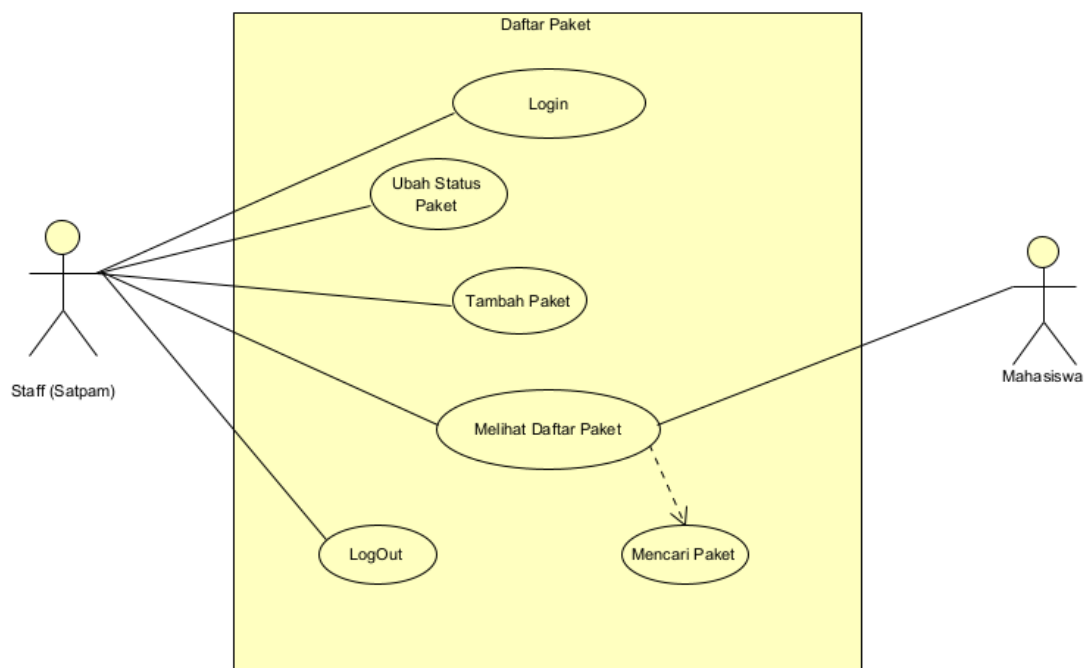 Daftar Paket
Login
Ubah Status
Paket
Tambah Paket
Staff (Satpam)
Mahasiswa
Melihat Daftar Paket
LogOut
Mencari Paket